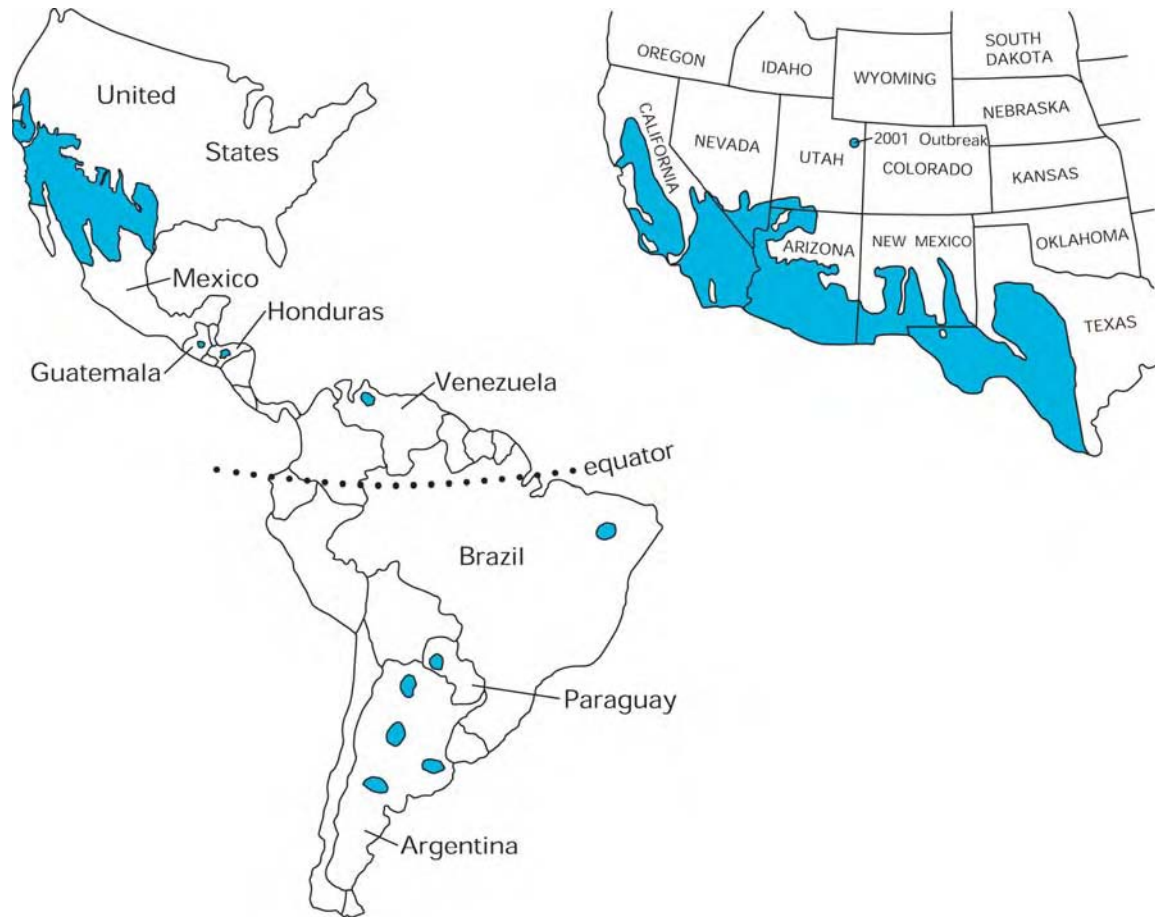 United
States
Mexico
Honduras
Guatemala
Venezuela
equator
Brazil
Paraguay
Argentina
OREGON
IDAHO
WYOMING
SOUTH
DAKOTA
NEBRASKA
CALIFORNIA
NEVADA
UTAH
2001 Outbreak
COLORADO
KANSAS
ARIZONA
NEW MEXICO
OKLAHOMA
TEXAS